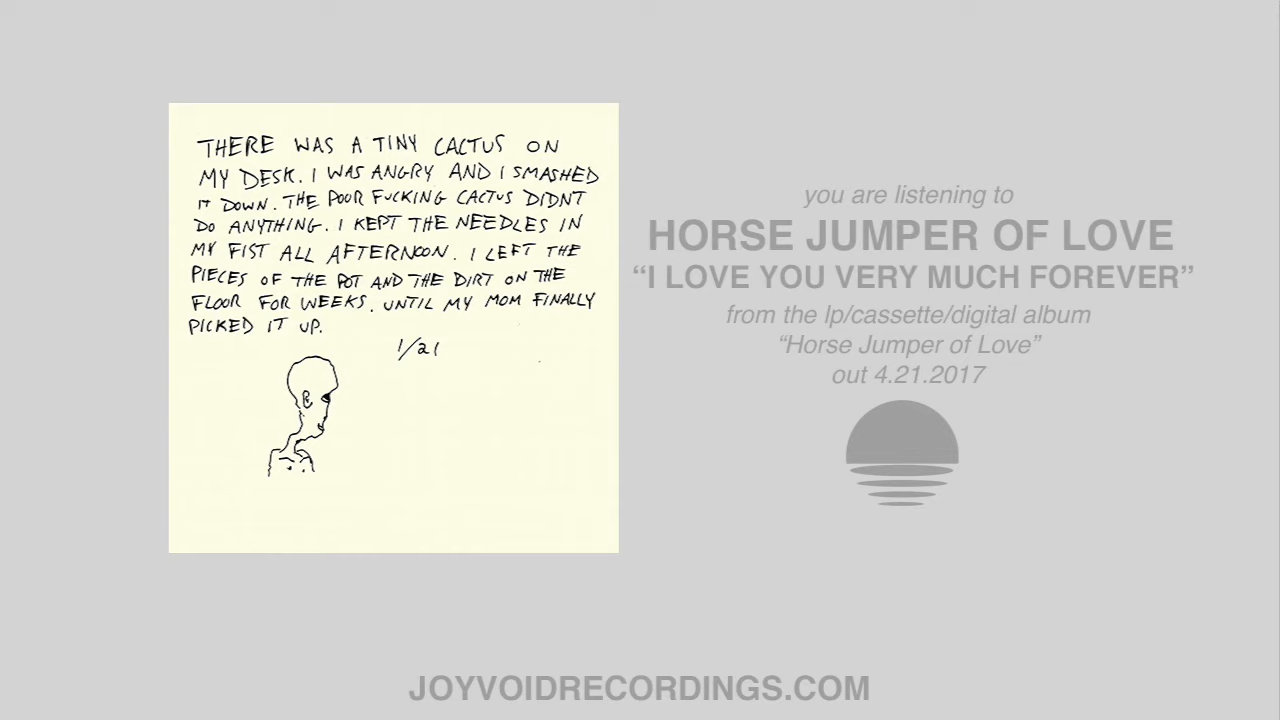 THERE WAS A TINY CACTUS ON
MY DESK. I WAS ANGRY AND I SMASHED
IT DOWN. THE POOR FUCKING CACTUS DIDNT
DO ANYTHING. I KEPT THE NEEDLES IN
MY FIST ALL AFTERNOON. I LEFT THE
PIECES OF THE POT AND THE DIRT ON THE
FLOOR FOR WEEKS. UNTIL MY MOM FINALLY
PICKED IT UP.
1/21
you are listening to
HORSE JUMPER OF LOVE
“I LOVE YOU VERY MUCH FOREVER”
from the lp/cassette/digital album
“Horse Jumper of Love”
out 4.21.2017
JOYVOIDRECORDINGS.COM